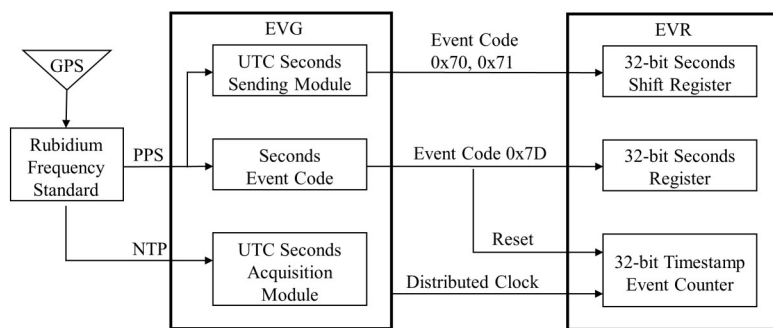 EVG
EVR
GPS
UTC Seconds
Sending Module
Event Code
0x70, 0x71
32-bit Seconds
Shift Register
Rubidium
Frequency
Standard
PPS
Seconds
Event Code
Event Code 0x7D
32-bit Seconds
Register
NTP
UTC Seconds
Acquisition
Module
Reset
Distributed Clock
32-bit Timestamp
Event Counter